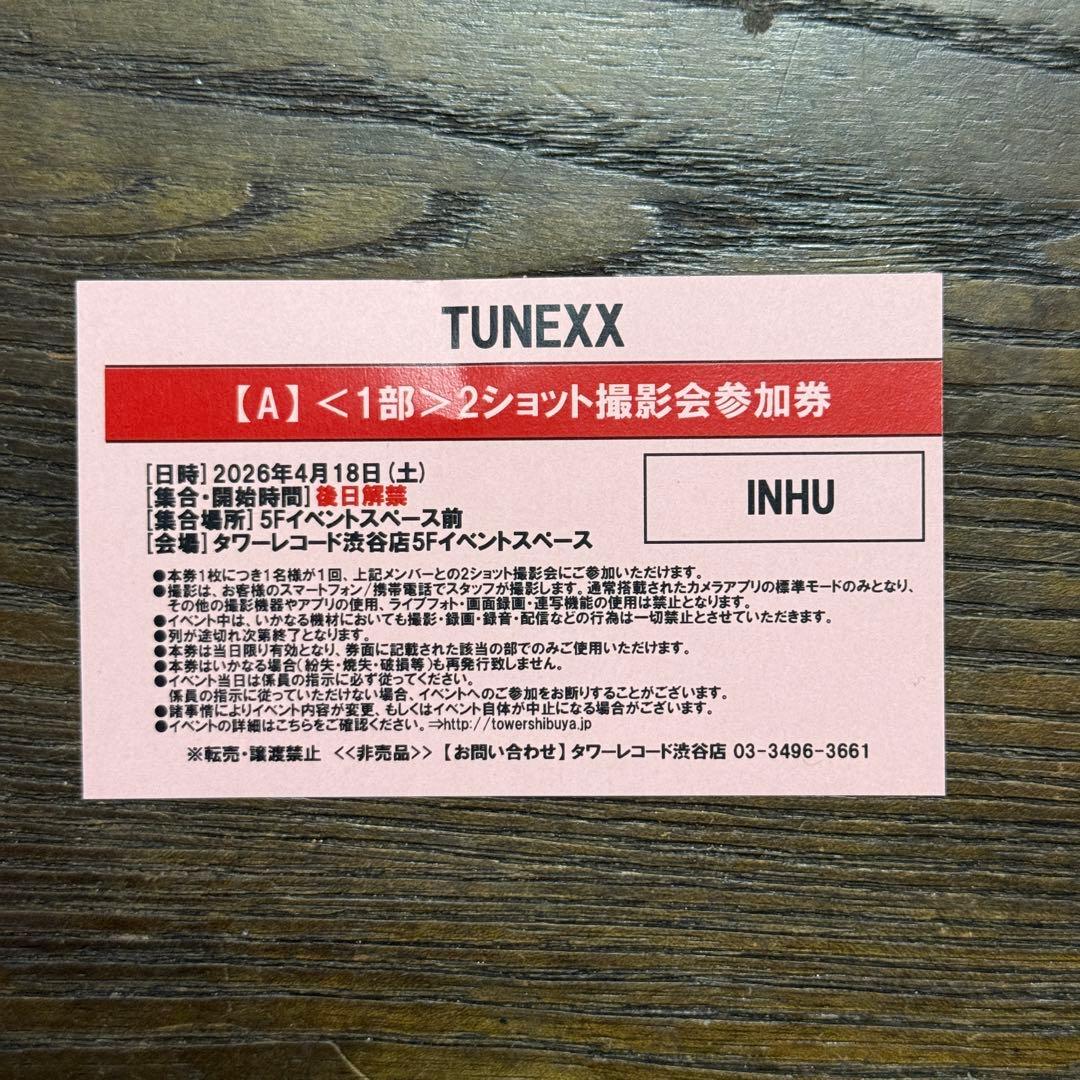 TUNEXX
【A】＜1部＞2ショット撮影会参加券
[日時] 2026年4月18日(土)
[集合・開始時間] 後日解禁
[集合場所] 5Fイベントスペース前
[会場] タワーレコード渋谷店5Fイベントスペース
INHU
●本券1枚につき1名様が1回、上記メンバーとの2ショット撮影会にご参加いただけます。
●撮影は、お客様のスマートフォン/携帯電話でスタッフが撮影します。通常搭載されたカメラアプリの標準モードのみとなり、
その他の撮影機器やアプリの使用、ライブフォト・画面録画・連写機能の使用は禁止となります。
●イベント中は、いかなる機材においても撮影・録画・録音・配信などの行為は一切禁止とさせていただきます。
●列が途切れ次第終了となります。
●本券は当日限り有効となり、券面に記載された該当の部でのみご使用いただけます。
●本券はいかなる場合(紛失・焼失・破損等)も再発行致しません。
●イベント当日は係員の指示に必ず従ってください。
係員の指示に従っていただけない場合、イベントへのご参加をお断りすることがございます。
●諸事情によりイベント内容が変更、もしくはイベント自体が中止になる場合がございます。
●イベントの詳細はこちらをご確認ください。⇒http://towershibuya.jp
※転売・譲渡禁止 <<非売品>> 【お問い合わせ】タワーレコード渋谷店 03-3496-3661